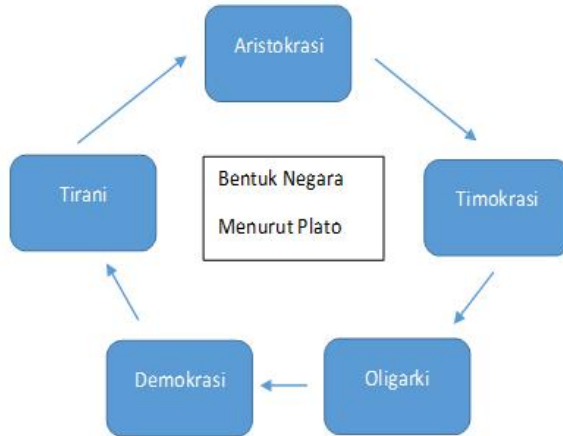 Aristokrasi
Tirani
Bentuk Negara
Menurut Plato
Timokrasi
Demokrasi
Oligarki